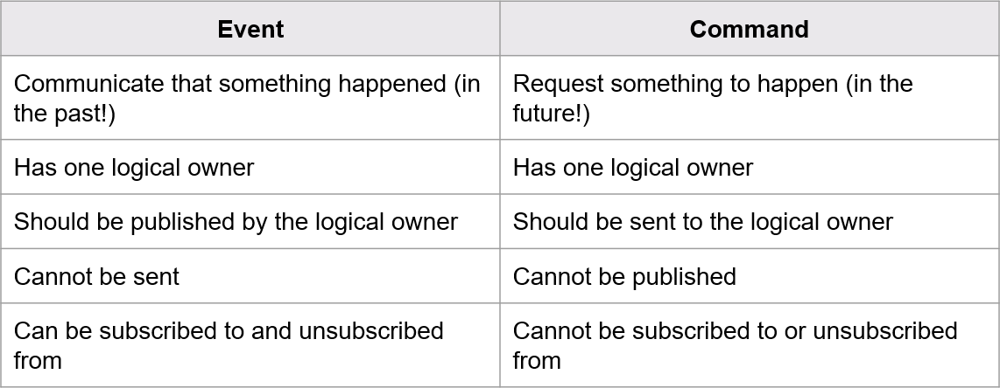 Event
Command
Communicate that something happened (in
the past!)
Request something to happen (in the
future!)
Has one logical owner
Has one logical owner
Should be published by the logical owner
Should be sent to the logical owner
Cannot be sent
Cannot be published
Can be subscribed to and unsubscribed
from
Cannot be subscribed to or unsubscribed
from